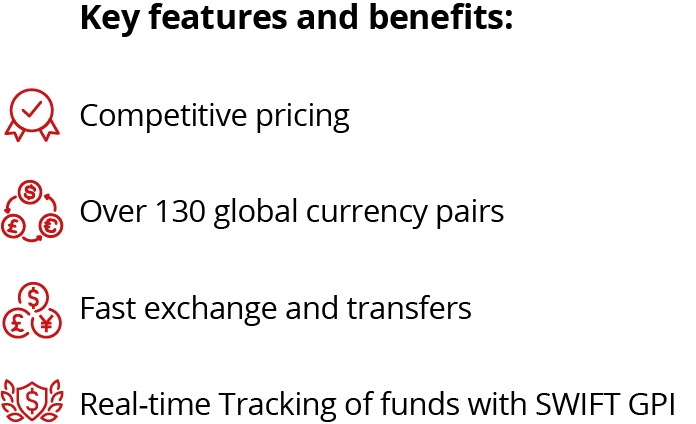 Key features and benefits:
Competitive pricing
Over 130 global currency pairs
Fast exchange and transfers
Real-time Tracking of funds with SWIFT GPI